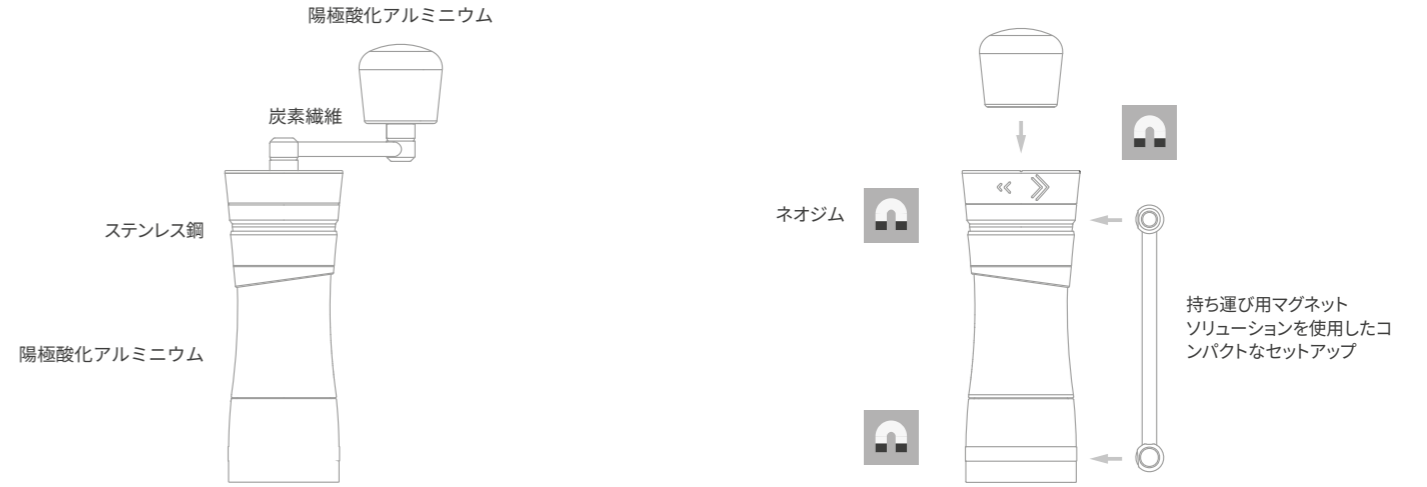 陽極酸化アルミニウム
炭素繊維
ステンレス鋼
陽極酸化アルミニウム
ネオジム
持ち運び用マグネット
ソリューションを使用したコ
ンパクトなセットアップ